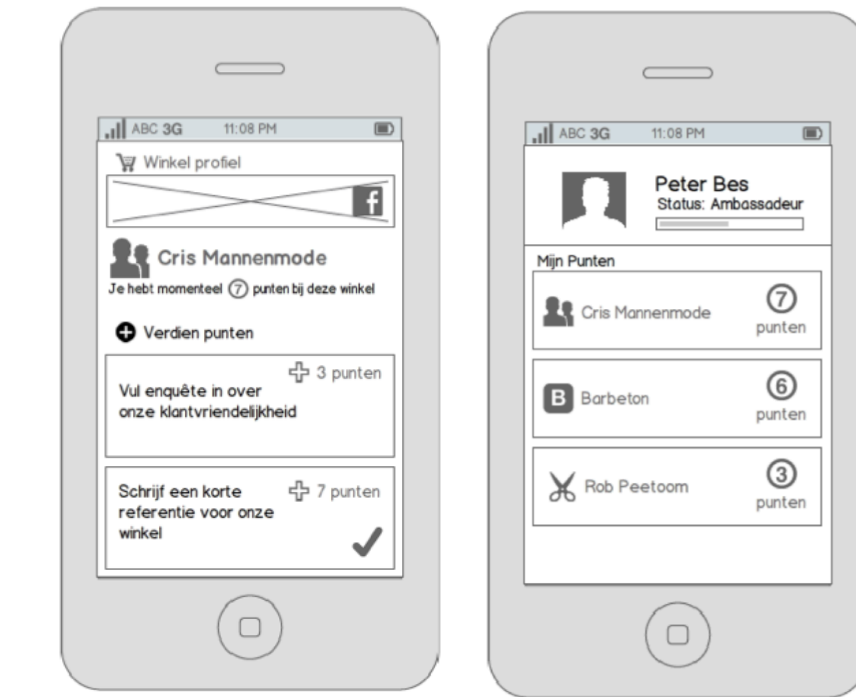 ABC 3G 11:08 PM
Winkel profiel
f
Cris Mannenmode
Je hebt momenteel 7 punten bij deze winkel
Verdien punten
3 punten
Vul enquête in over
onze klantvriendelijkheid
Schrijf een korte
7 punten
referentie voor onze
winkel
ABC 3G 11:08 PM
Peter Bes
Status: Ambassadeur
Mijn Punten
Cris Mannenmode
7
punten
B
Barbeton
6
punten
Rob Peetoom
3
punten